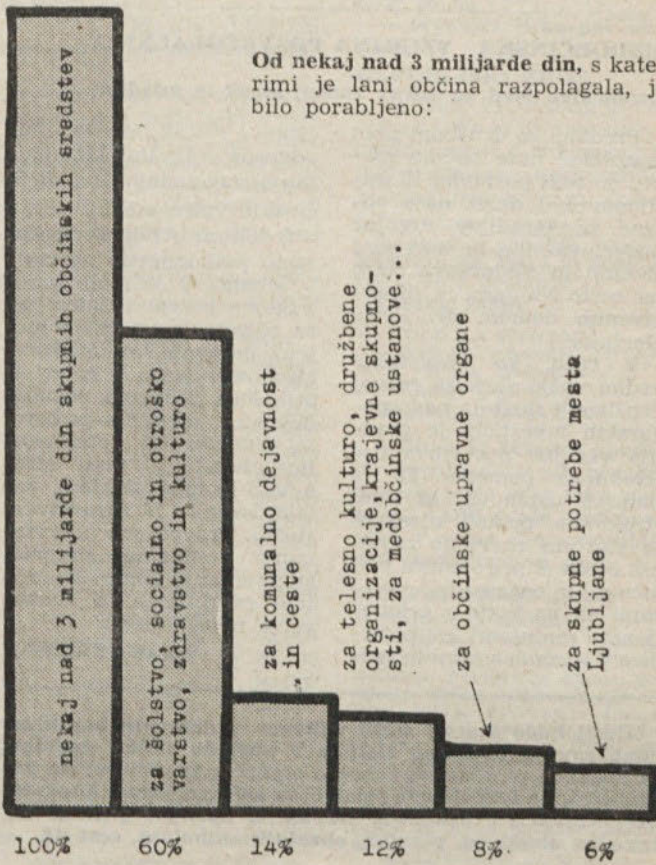 Od nekaj nad 3 milijarde din, s kate
rimi je lani občina razpolagala, j
bilo porabljeno:
nekaj nad 3 milijarde din skupnih občinskih sredstev
za šolstvo, socialno in otroško
varstvo, zdravstvo in kulturo
za komunalno dejavnost
in ceste
za telesno kulturo, družbene
organizacije, krajevne skupno-
sti, za medobčinske ustanove...
za občinske upravne organe
za skupne potrebe mesta
Ljubljane
100% 60% 14% 12% 8% 6%